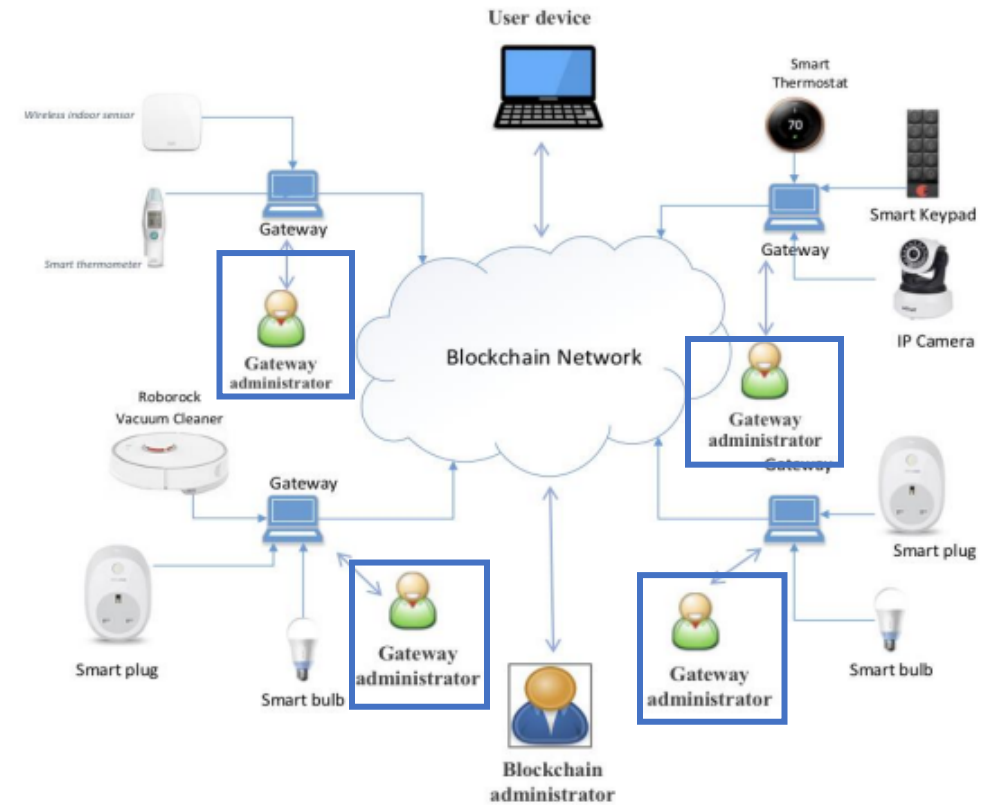 User device
Smart
Thermostat
Wireless indoor sensor
70
Gateway
Smart Keypad
Gateway
Smart thermometer
IP Camera
Blockchain Network
Gateway
administrator
Roborock
Vacuum Cleaner
Gateway
administrator
Gateway
Gateway
Smart plug
Gateway
administrator
Smart plug
Smart bulb
Gateway
administrator
Smart bulb
Blockchain
administrator